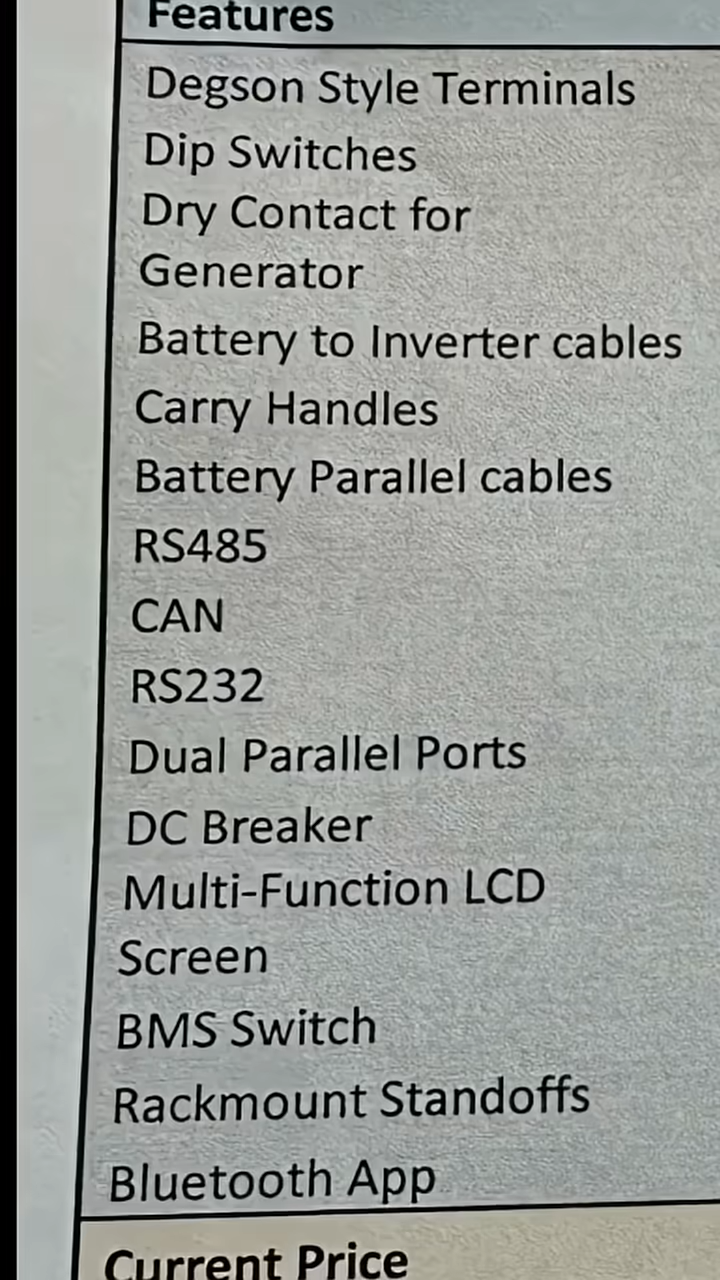 Features
Degson Style Terminals
Dip Switches
Dry Contact for
Generator
Battery to Inverter cables
Carry Handles
Battery Parallel cables
RS485
CAN
RS232
Dual Parallel Ports
DC Breaker
Multi-Function LCD
Screen
BMS Switch
Rackmount Standoffs
Bluetooth App
Current Price